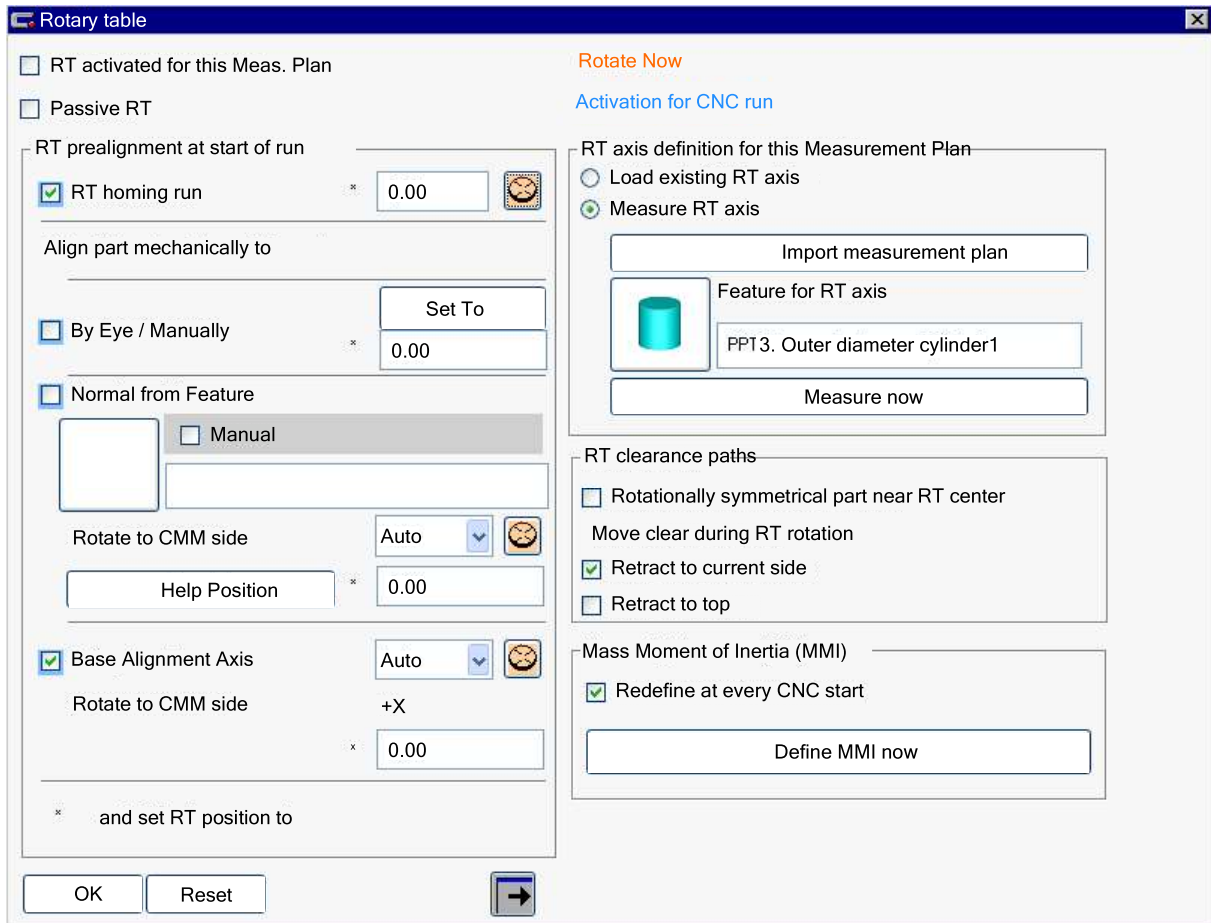 Rotary table
RT activated for this Meas. Plan
Passive RT
RT prealignment at start of run
RT homing run
* 0.00
Align part mechanically to
By Eye / Manually
Set To
* 0.00
Normal from Feature
Manual
Rotate to CMM side
Auto
Help Position
* 0.00
Base Alignment Axis
Auto
Rotate to CMM side
+X
* 0.00
* and set RT position to
OK
Reset
Rotate Now
Activation for CNC run
RT axis definition for this Measurement Plan
Load existing RT axis
Measure RT axis
Import measurement plan
Feature for RT axis
PPT3. Outer diameter cylinder1
Measure now
RT clearance paths
Rotationally symmetrical part near RT center
Move clear during RT rotation
Retract to current side
Retract to top
Mass Moment of Inertia (MMI)
Redefine at every CNC start
Define MMI now